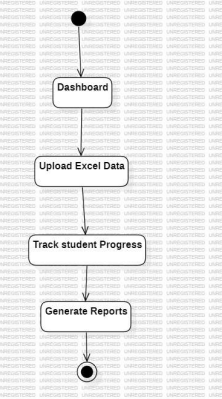 Dashboard
Upload Excel Data
Track student Progress
Generate Reports